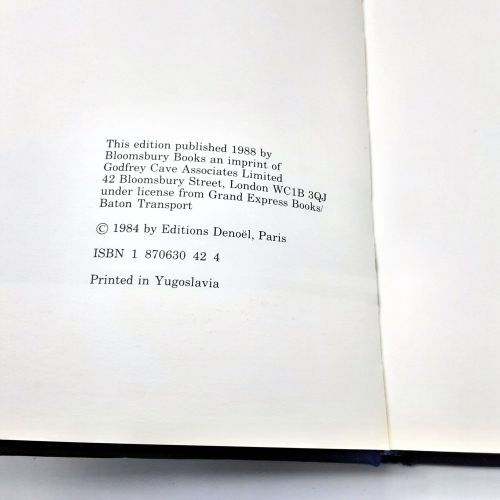 This edition published 1988 by
Bloomsbury Books an imprint of
Godfrey Cave Associates Limited
42 Bloomsbury Street, London WC1B 3QJ
under license from Grand Express Books/
Baton Transport
© 1984 by Editions Denoël, Paris
ISBN 1 870630 42 4
Printed in Yugoslavia